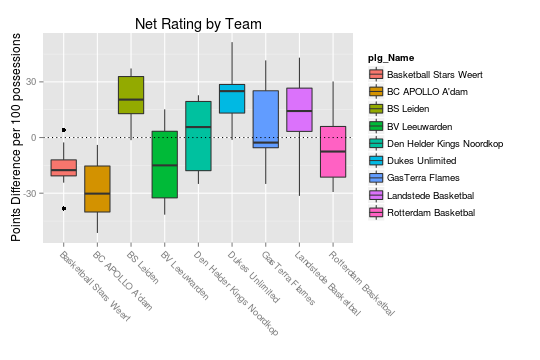 Net Rating by Team
Points Difference per 100 possessions
30
0
-30
Basketball Stars Weert
BC APOLLO A'dam
BS Leiden
BV Leeuwarden
Den Helder Kings Noordkop
Dukes Unlimited
GasTerra Flames
Landstede Basketbal
Rotterdam Basketbal
plg_Name
Basketball Stars Weert
BC APOLLO A'dam
BS Leiden
BV Leeuwarden
Den Helder Kings Noordkop
Dukes Unlimited
GasTerra Flames
Landstede Basketbal
Rotterdam Basketbal